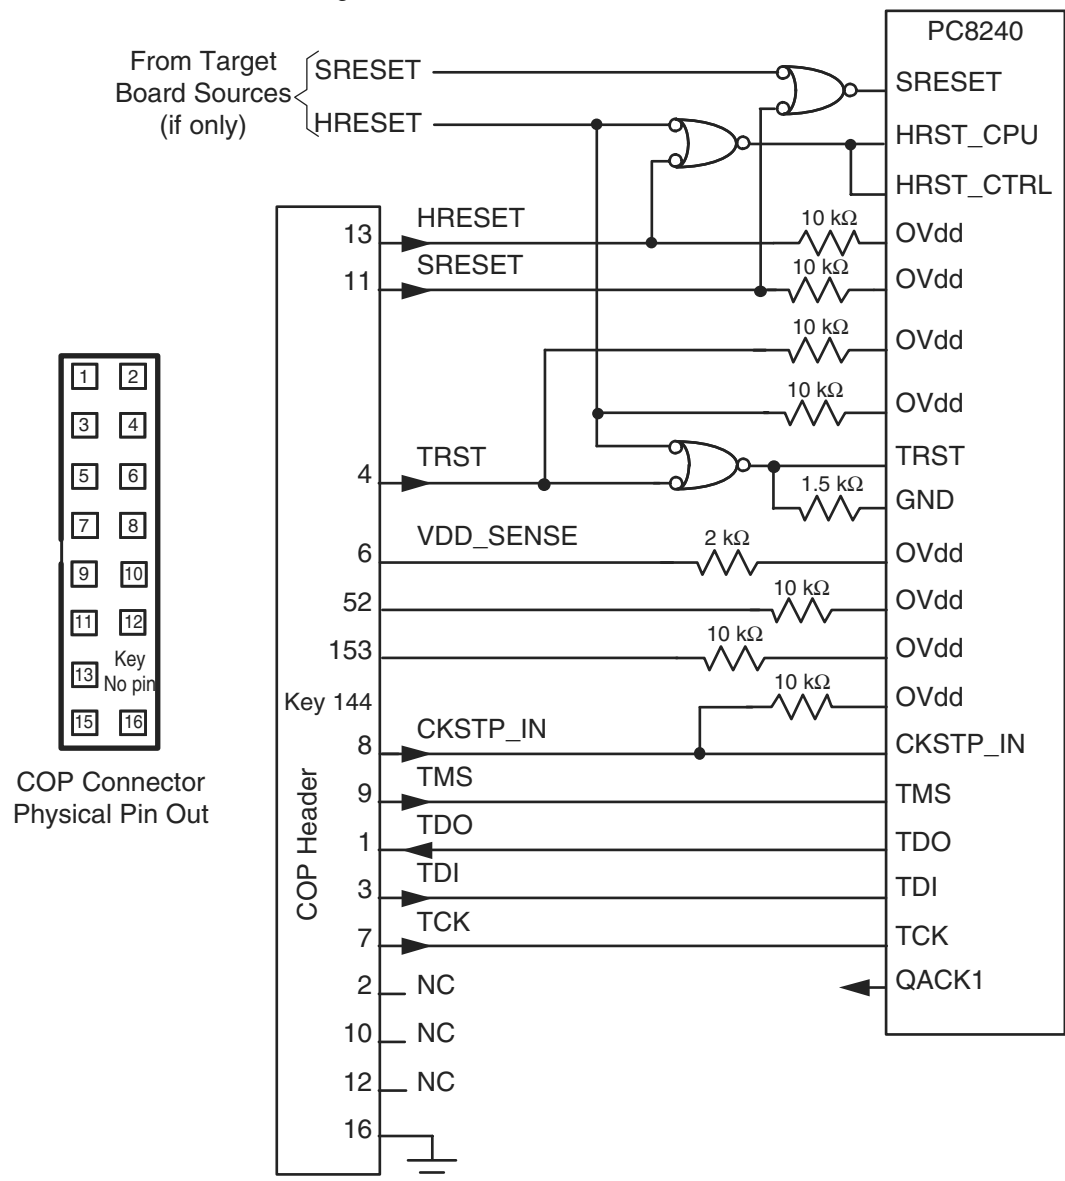 PC8240
From Target
Board Sources
(if only)
SRESET
HRESET
SRESET
HRST_CPU
HRST_CTRL
13
HRESET
10 kΩ
OVdd
11
SRESET
10 kΩ
OVdd
10 kΩ
OVdd
10 kΩ
OVdd
4
TRST
TRST
1.5 kΩ
GND
6
VDD_SENSE
2 kΩ
OVdd
52
10 kΩ
OVdd
153
10 kΩ
OVdd
Key 144
10 kΩ
OVdd
8
CKSTP_IN
CKSTP_IN
9
TMS
TMS
1
TDO
TDO
3
TDI
TDI
7
TCK
TCK
2
NC
QACK1
10
NC
12
NC
16
COP Header
1 2
3 4
5 6
7 8
9 10
11 12
13 Key
No pin
15 16
COP Connector
Physical Pin Out